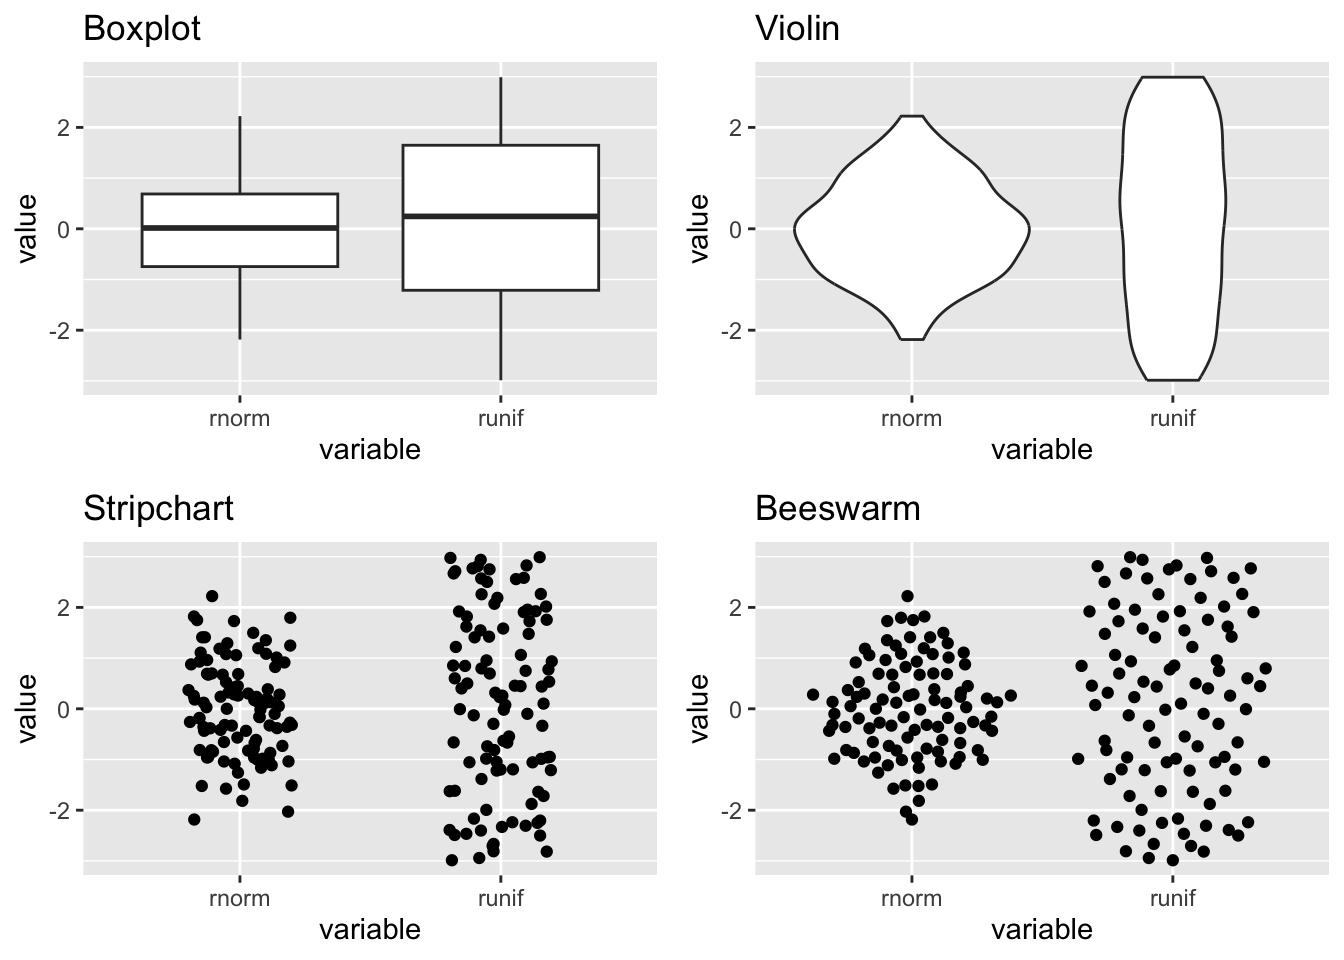 Boxplot
value
2
0
-2
rnorm runif
variable
Violin
value
2
0
-2
rnorm runif
variable
Stripchart
value
2
0
-2
rnorm runif
variable
Beeswarm
value
2
0
-2
rnorm runif
variable